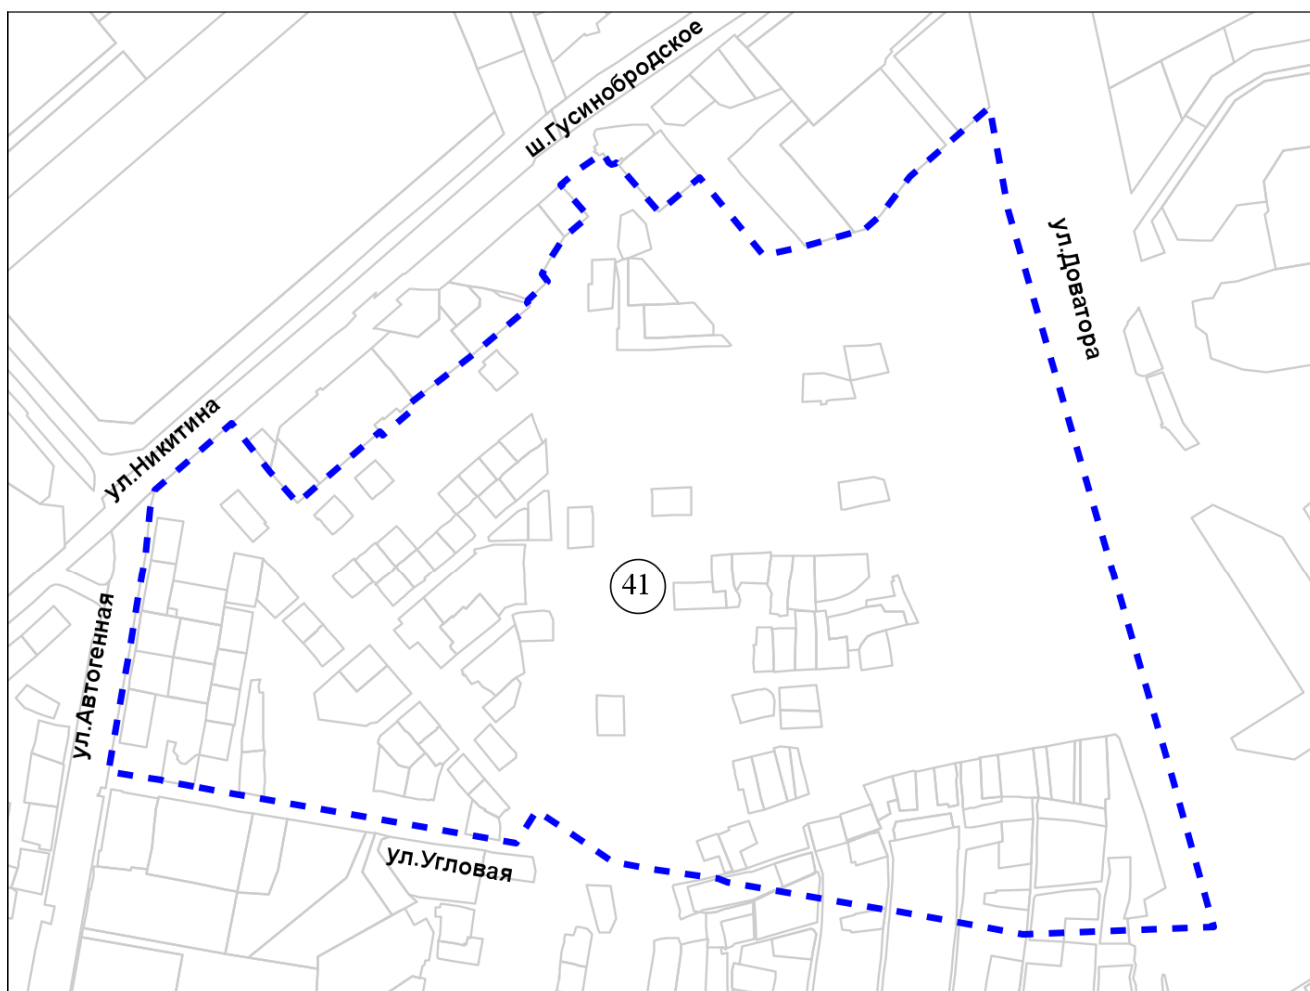 ш.Гусинобродское
ул.Доватора
ул.Никитина
41
ул.Автогенная
ул.Угловая